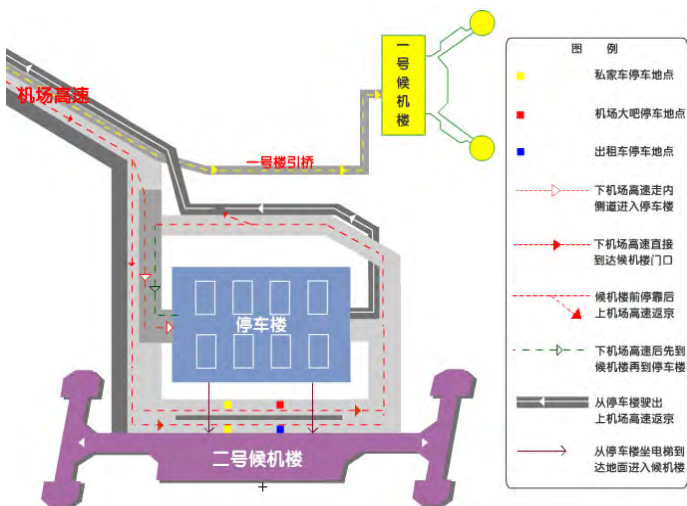 一号候机楼
机场高速
一号楼引桥
停车楼
二号候机楼
图 例
私家车停车地点
机场大吧停车地点
出租车停车地点
下机场高速走内
侧道进入停车楼
下机场高速直接
到达候机楼门口
候机楼前停靠后
上机场高速返京
下机场高速后先到
候机楼再到停车楼
从停车楼驶出
上机场高速返京
从停车楼坐电梯到
达地面进入候机楼